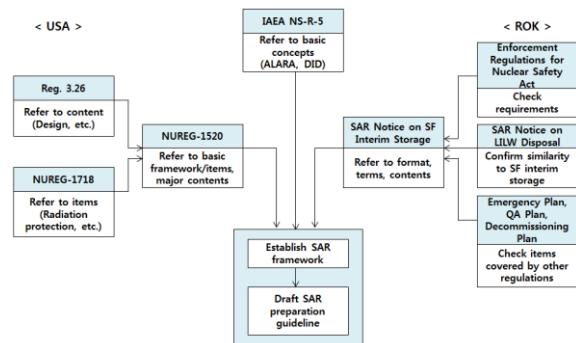 < USA >
IAEA NS-R-5
Refer to basic
concepts
(ALARA, DID)
< ROK >
Enforcement
Regulations for
Nuclear Safety
Act
Check
requirements
Reg. 3.26
Refer to content
(Design, etc.)
NUREG-1520
Refer to basic
framework/items,
major contents
NUREG-1718
Refer to items
(Radiation
protection, etc.)
SAR Notice on SF
Interim Storage
Refer to format,
terms, contents
SAR Notice on
LILW Disposal
Confirm similarity
to SF interim
storage
Emergency Plan,
QA Plan,
Decommissioning
Plan
Check items
covered by other
regulations
Establish SAR
framework
Draft SAR
preparation
guideline